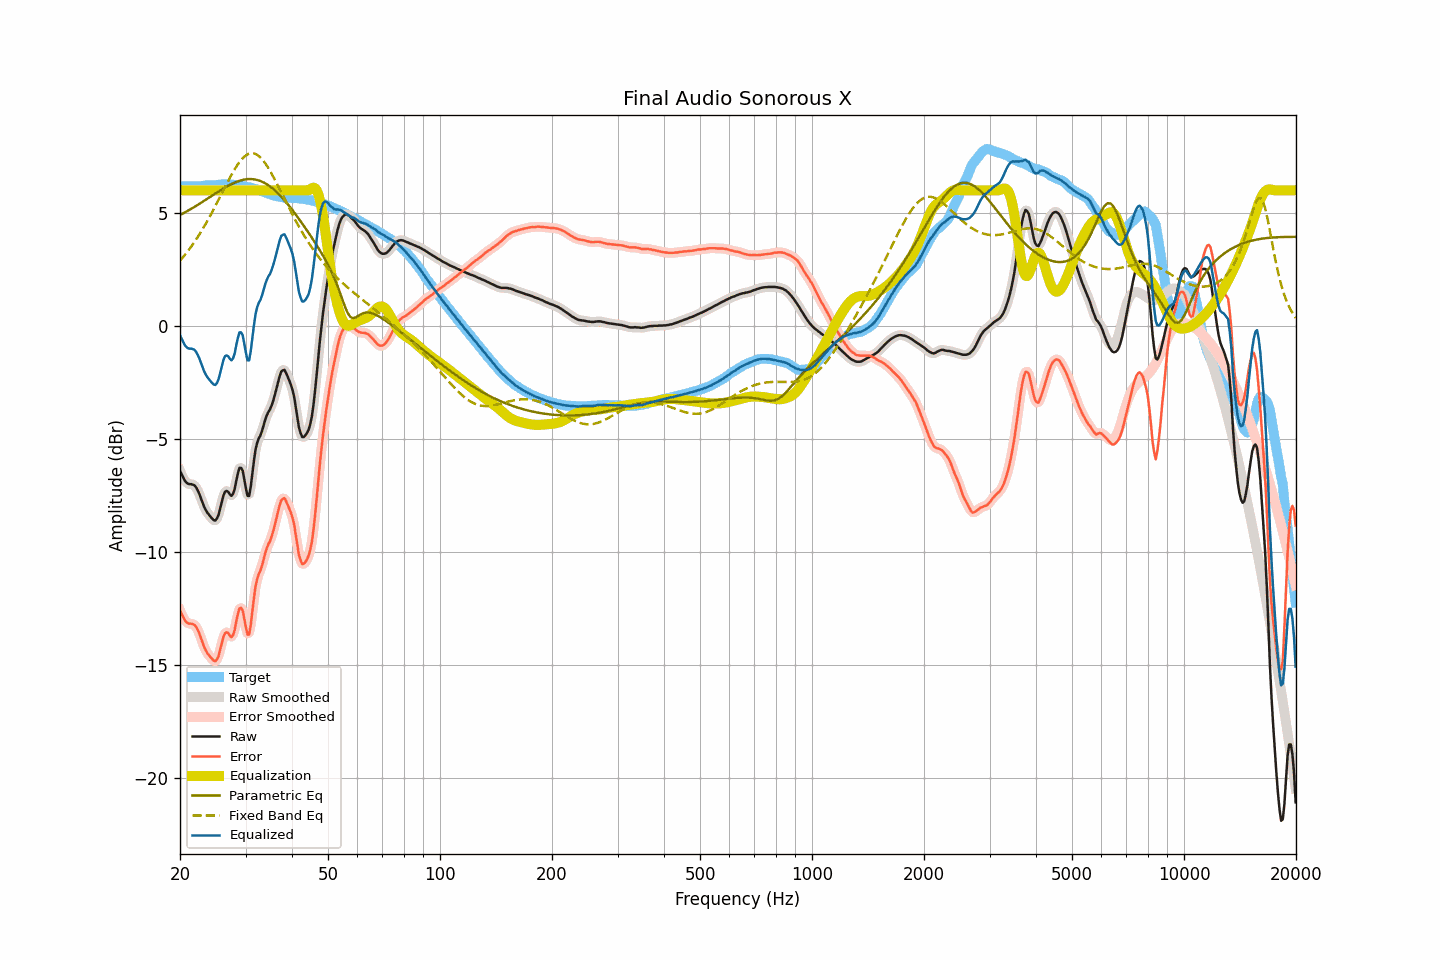 Final Audio Sonorous X
Amplitude (dBr)
5
0
−5
−10
−15
−20
Target
Raw Smoothed
Error Smoothed
Raw
Error
Equalization
Parametric Eq
Fixed Band Eq
Equalized
20 50 100 200 500 1000 2000 5000 10000 20000
Frequency (Hz)